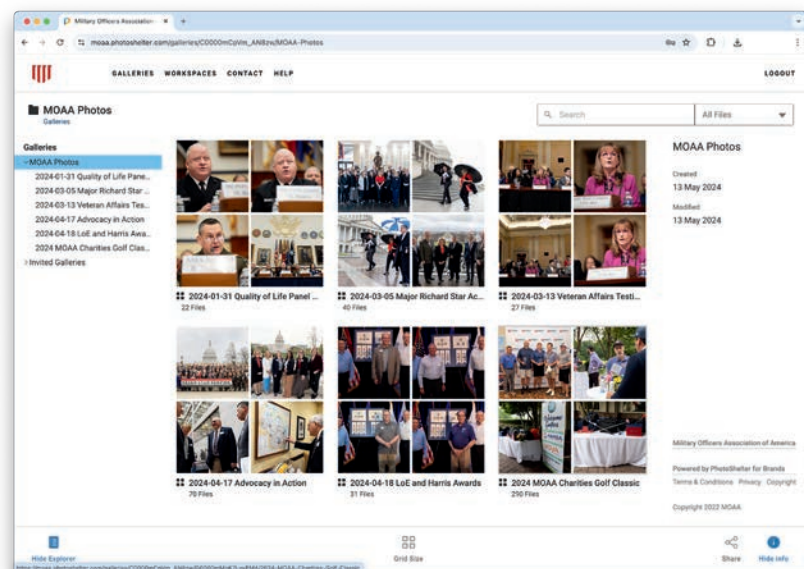 Military Officers Association
moaa.photoshelter.com/galleries/C0000mCpVm_AN8zw/MOAA-Photos
GALLERIES WORKSPACES CONTACT HELP
LOGOUT
MOAA Photos
Galleries
Search
All Files
Galleries
MOAA Photos
2024-01-31 Quality of Life Pane...
2024-03-05 Major Richard Star ...
2024-03-13 Veteran Affairs Tes...
2024-04-17 Advocacy in Action
2024-04-18 LoE and Harris Awa...
2024 MOAA Charities Golf Clas...
Invited Galleries
2024-01-31 Quality of Life Panel ...
22 Files
2024-03-05 Major Richard Star Ac...
40 Files
2024-03-13 Veteran Affairs Testi...
27 Files
2024-04-17 Advocacy in Action
70 Files
2024-04-18 LoE and Harris Awards
31 Files
2024 MOAA Charities Golf Classic
250 Files
MOAA Photos
Created
13 May 2024
Modified
13 May 2024
Military Officers Association of America
Powered by PhotoShelter for Brands
Terms & Conditions Privacy Copyright
Copyright 2022 MOAA
Hide Explorer
Grid Size
Share
Hide Info